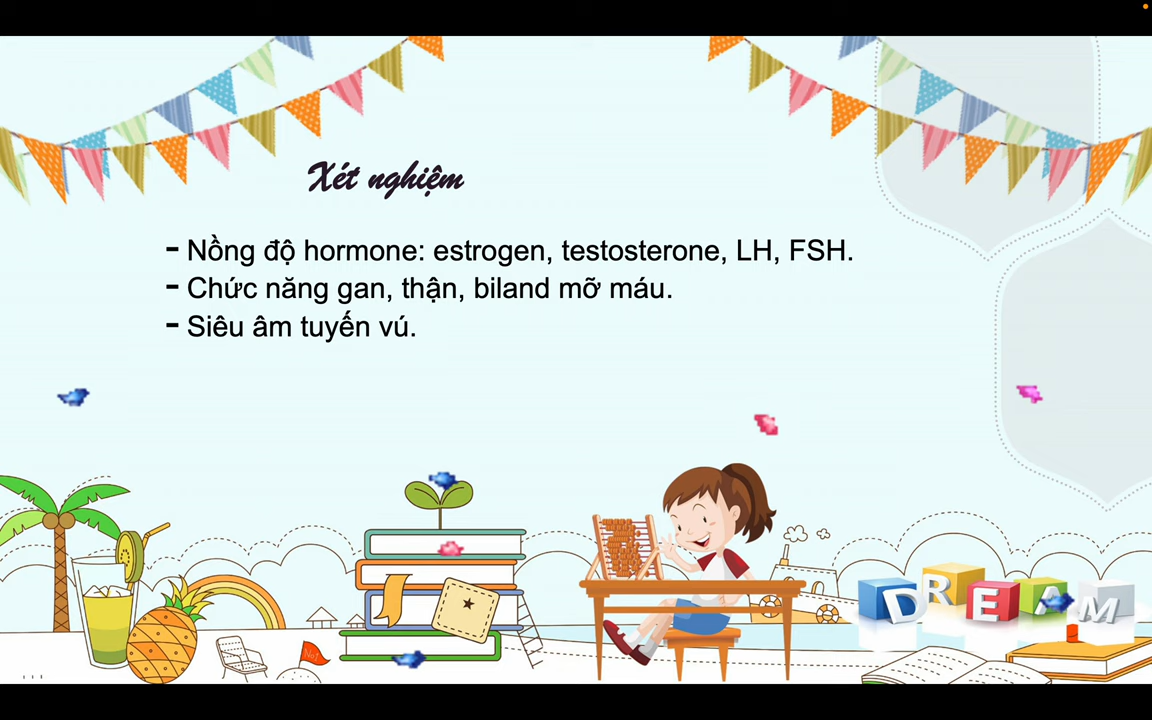 Xét nghiệm
- Nồng độ hormone: estrogen, testosterone, LH, FSH.
- Chức năng gan, thận, biland mỡ máu.
- Siêu âm tuyến vú.
No1
DREAM